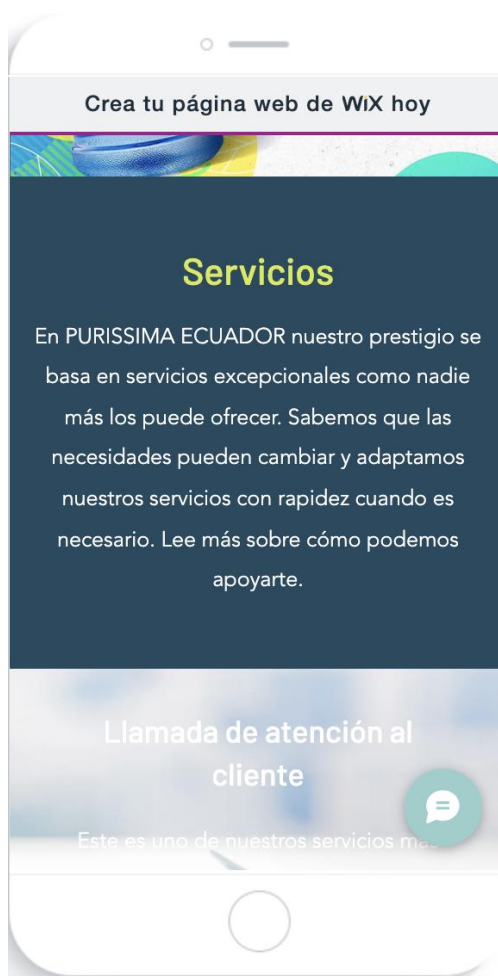 Crea tu página web de WiX hoy
Servicios
En PURISSIMA ECUADOR nuestro prestigio se
basa en servicios excepcionales como nadie
más los puede ofrecer. Sabemos que las
necesidades pueden cambiar y adaptamos
nuestros servicios con rapidez cuando es
necesario. Lee más sobre cómo podemos
apoyarte.
Llamada de atención al
cliente
Este es uno de nuestros servicios